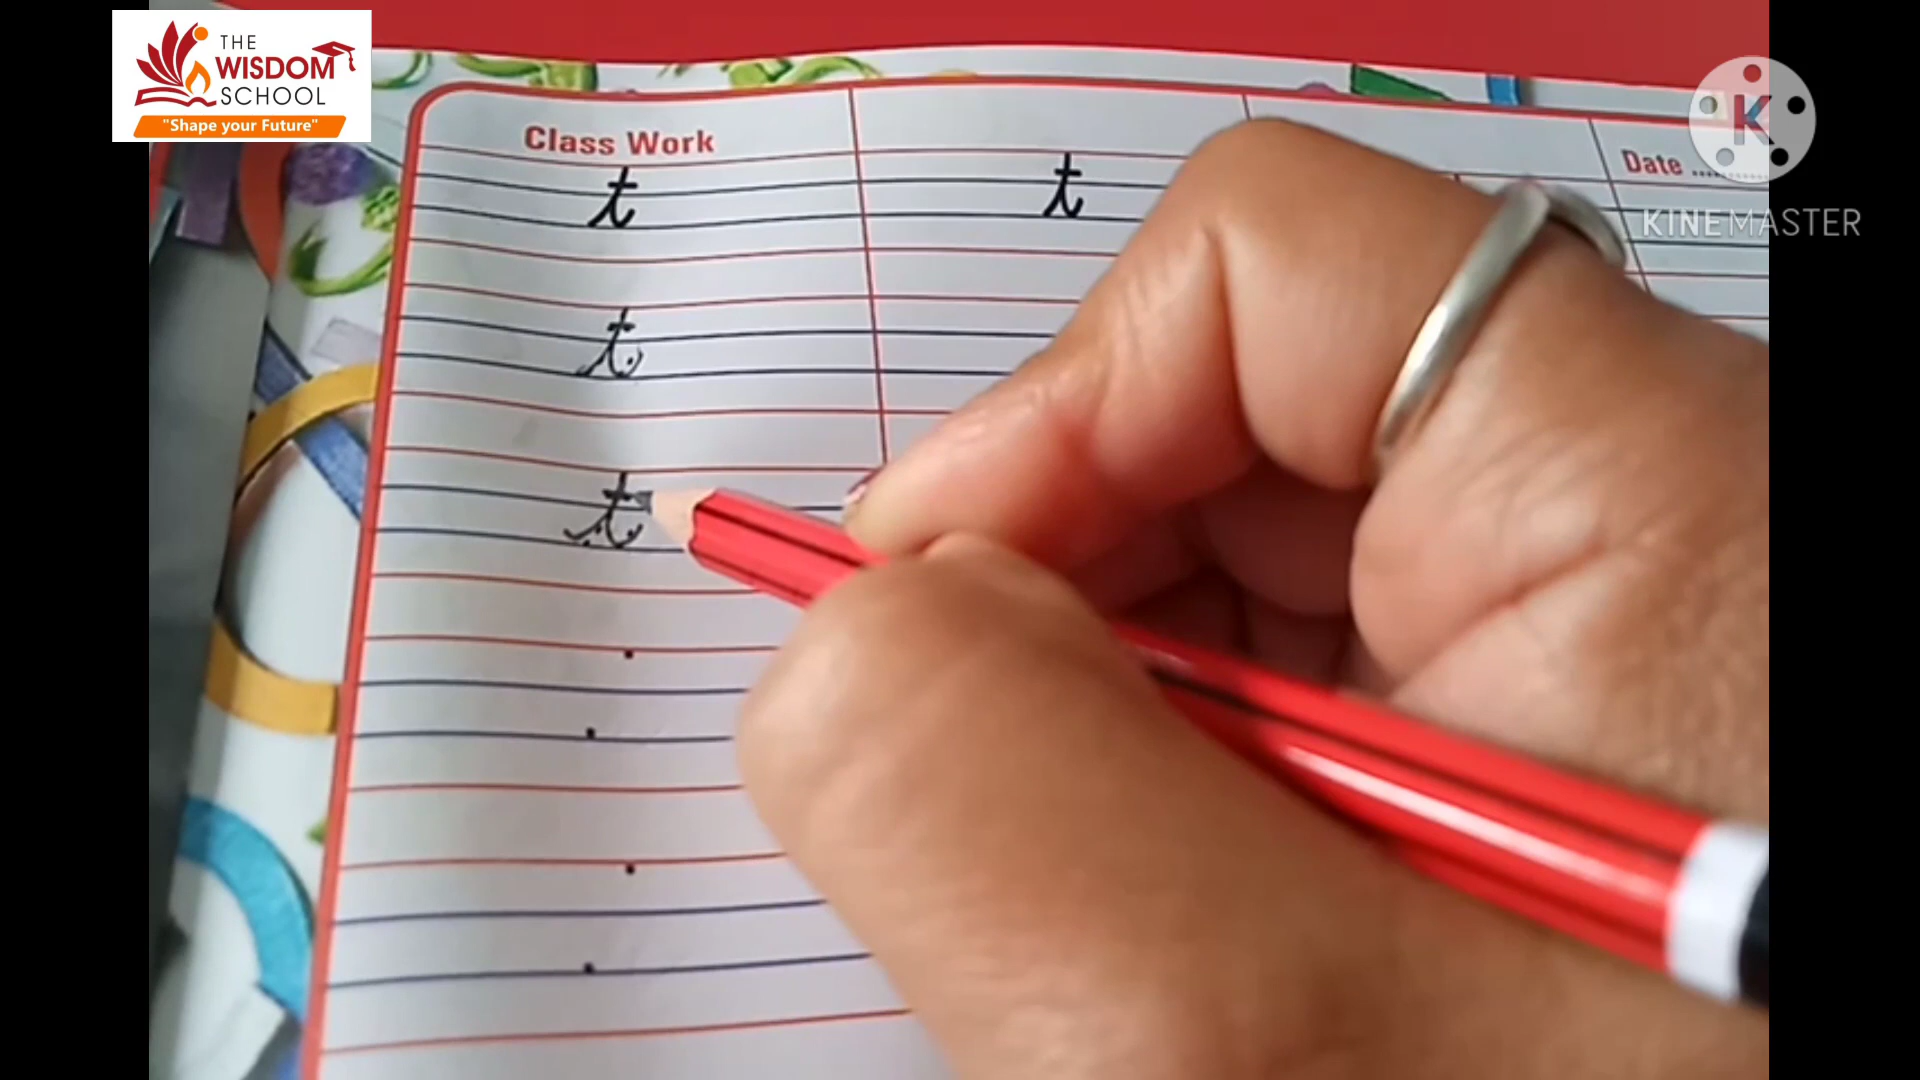 THE
WISDOM
SCHOOL
"Shape your Future"
Class Work
Date ........
KINEMASTER
K
t t
t
t